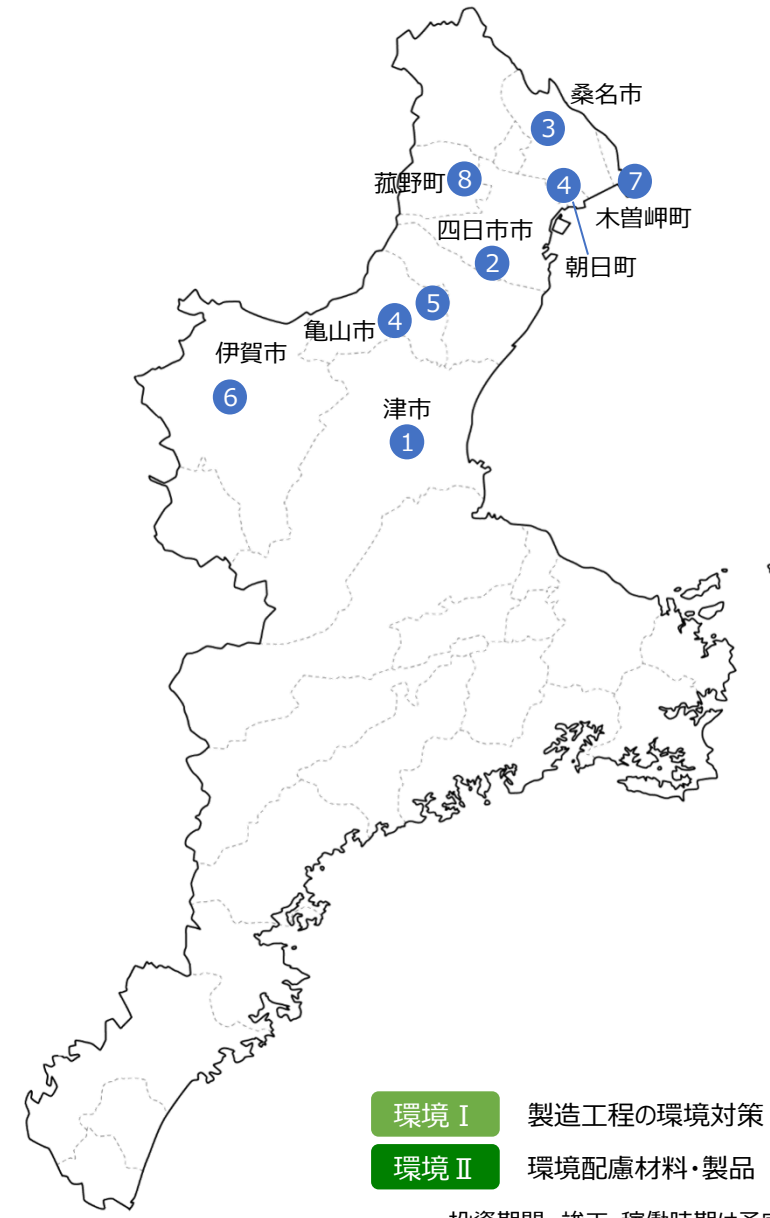 桑名市
3
菰野町
8
4
7
木曽岬町
四日市市
2
朝日町
5
亀山市
4
伊賀市
6
津市
1
環境Ⅰ 製造工程の環境対策
環境Ⅱ 環境配慮材料・製品